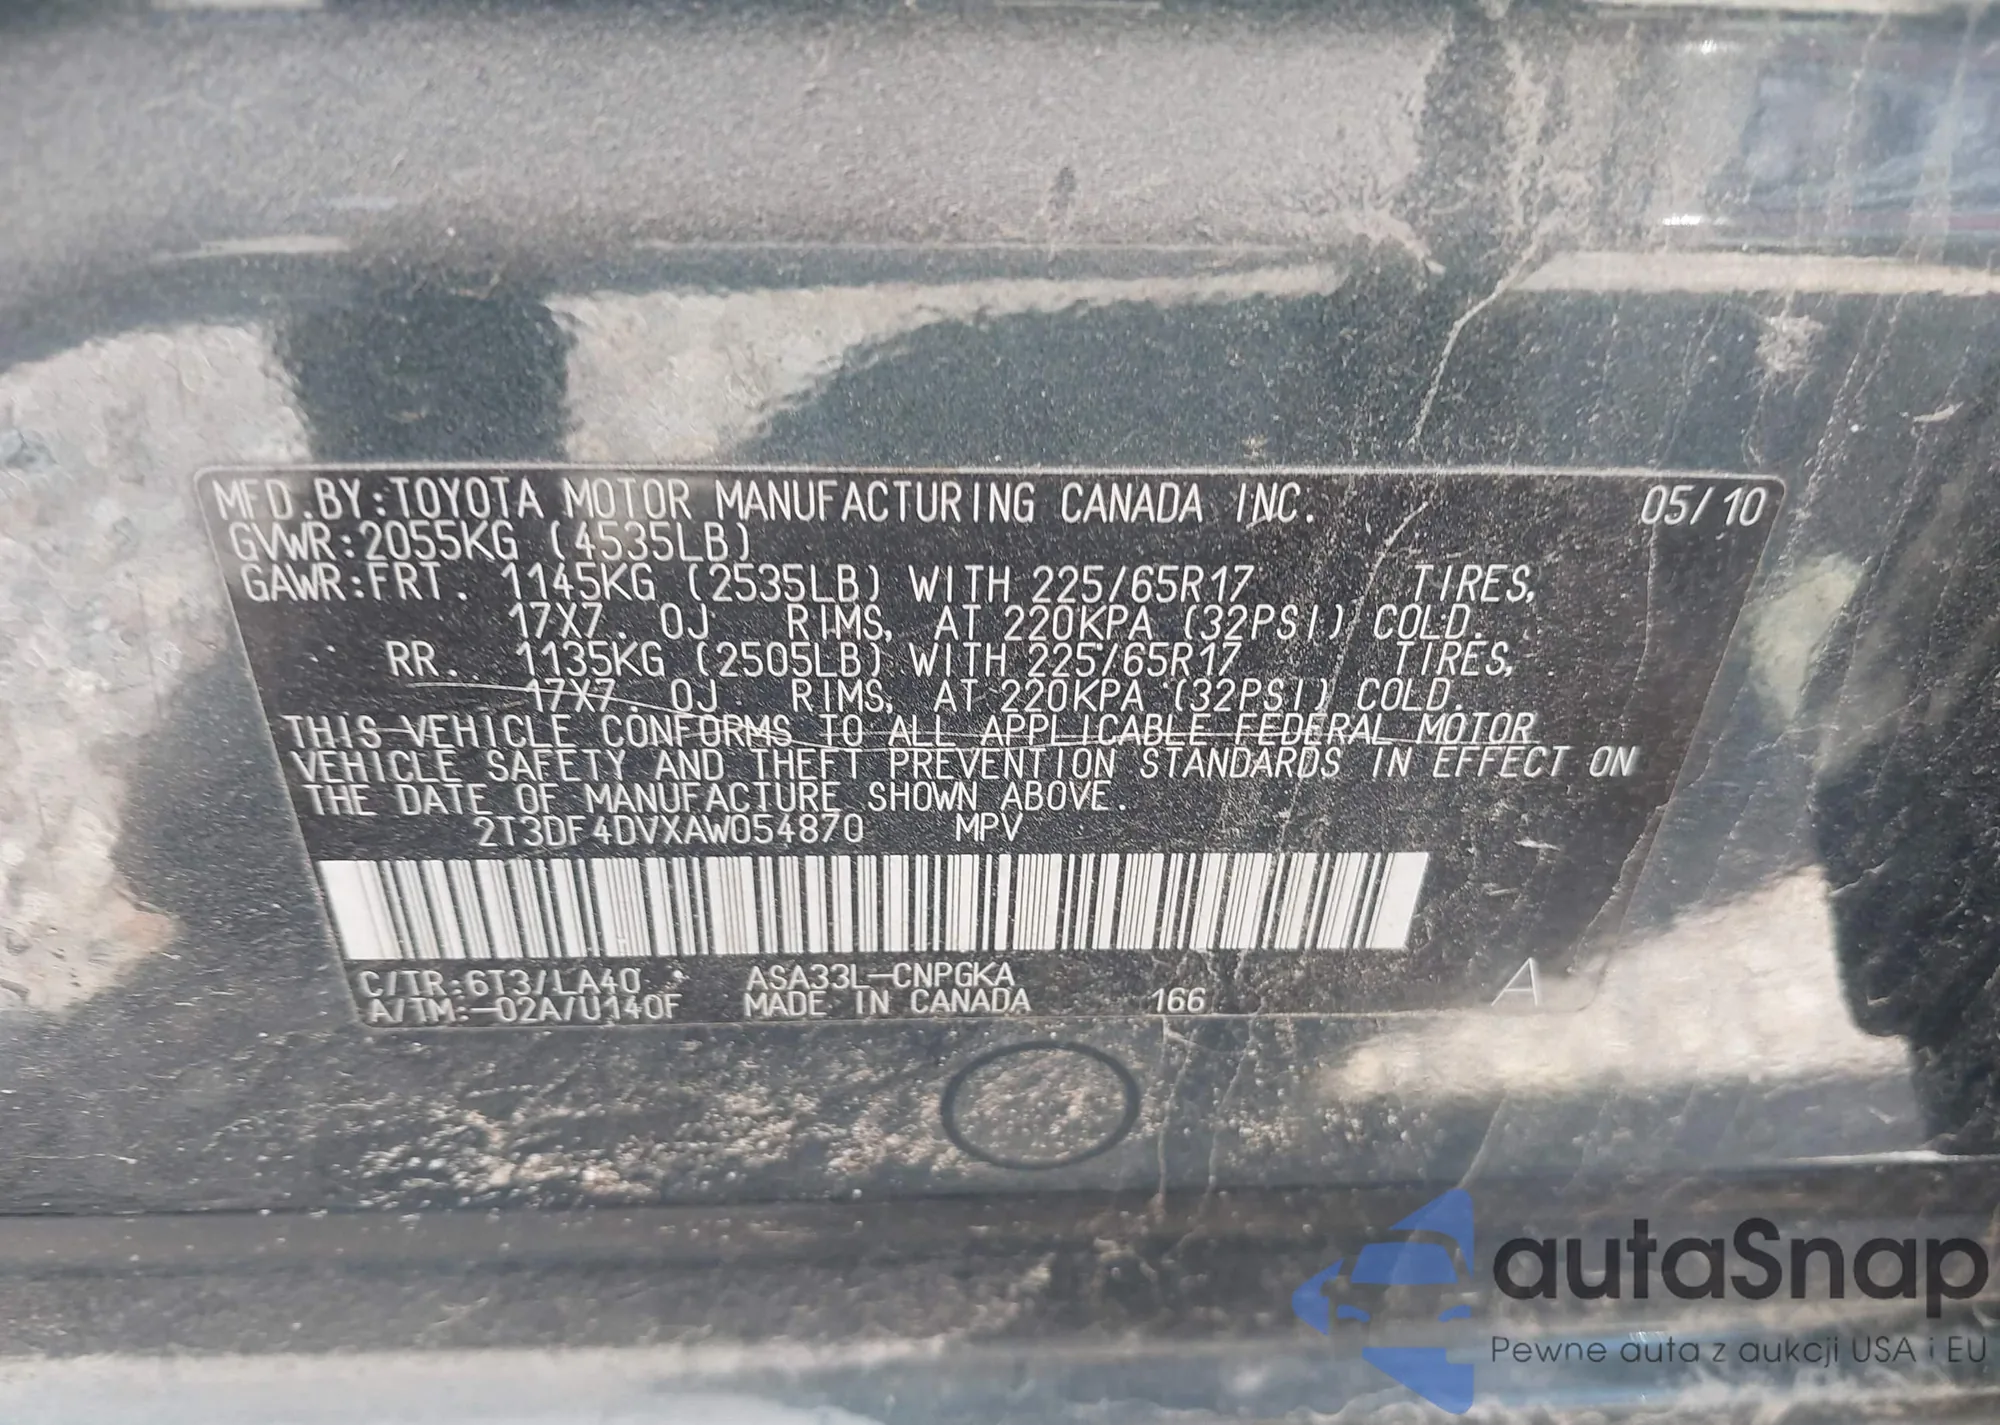 MFD.BY:TOYOTA MOTOR MANUFACTURING CANADA INC. 05/10
GVWR:2055KG (4535LB)
GAWR:FRT. 1145KG (2535LB) WITH 225/65R17 TIRES,
17X7.0J RIMS, AT 220KPA (32PSI) COLD.
RR. 1135KG (2505LB) WITH 225/65R17 TIRES,
17X7.0J RIMS, AT 220KPA (32PSI) COLD.
THIS VEHICLE CONFORMS TO ALL APPLICABLE FEDERAL MOTOR
VEHICLE SAFETY AND THEFT PREVENTION STANDARDS IN EFFECT ON
THE DATE OF MANUFACTURE SHOWN ABOVE.
2T3DF4DVXAW054870 MPV
C/TR:6T3/LA40 ASA33L-CNPGKA
A/TM:-02A/U140F MADE IN CANADA 166 A
autaSnap
Pewne auta z aukcji USA i EU